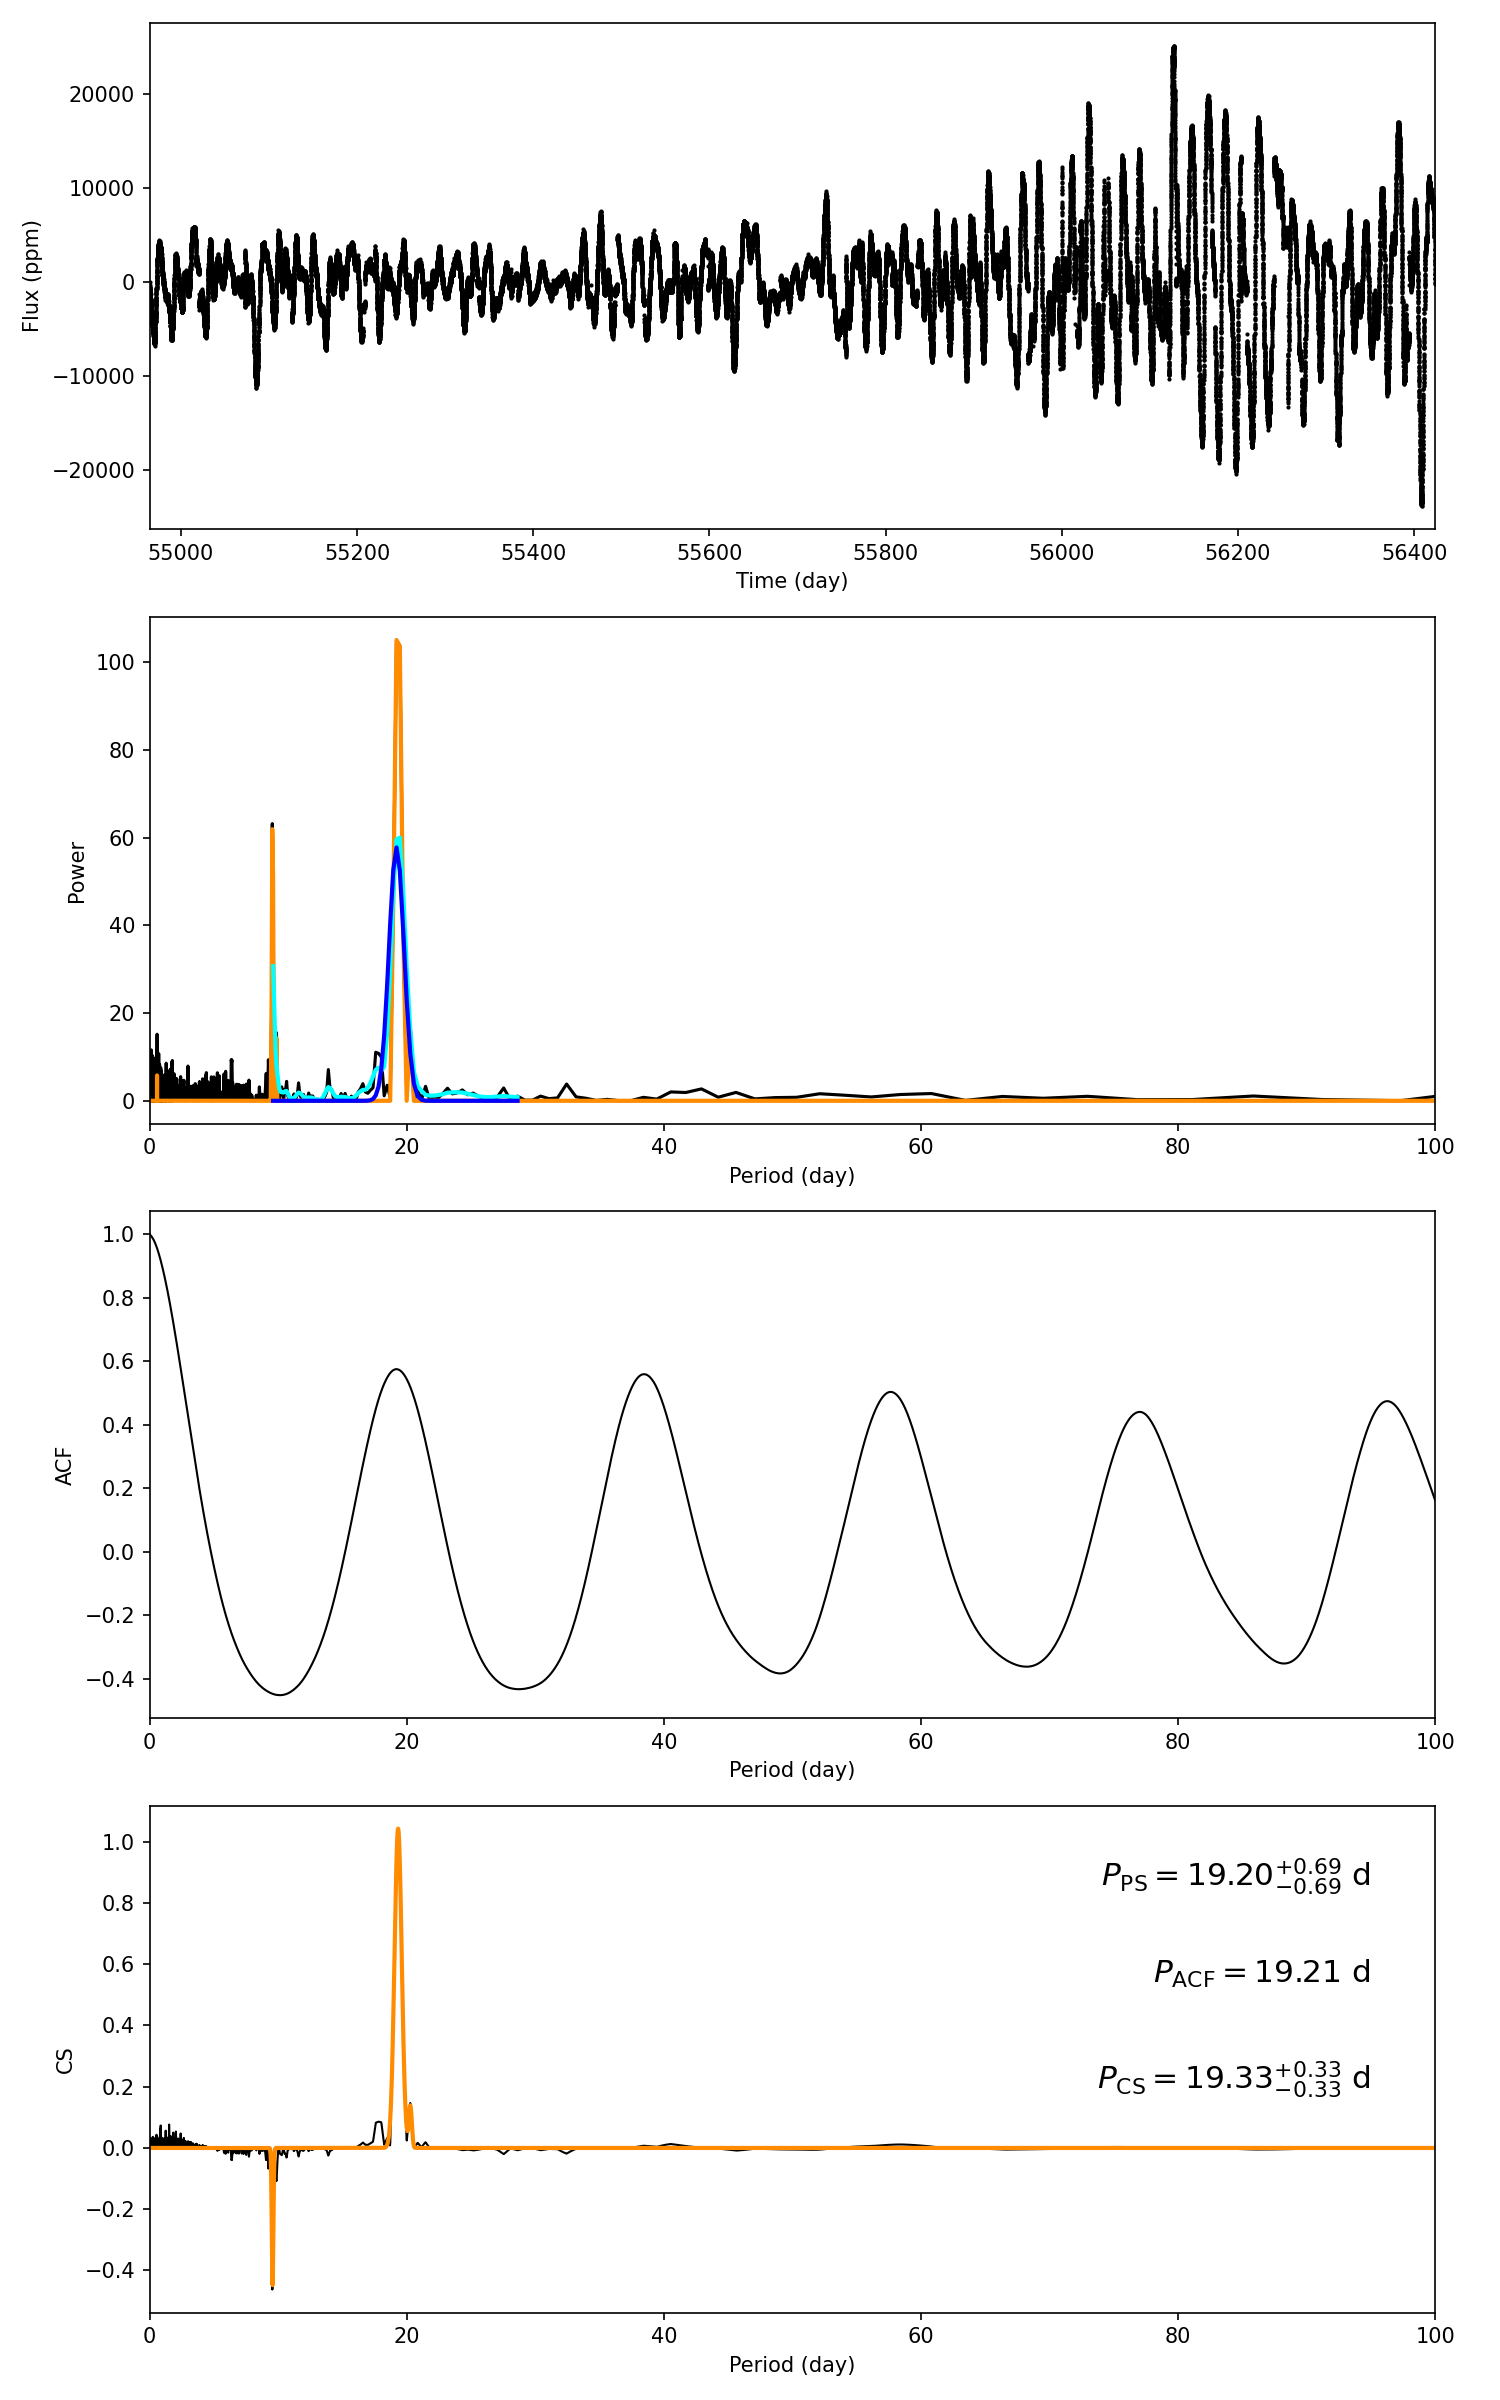 20000
10000
0
−10000
−20000
Flux (ppm)
55000 55200 55400 55600 55800 56000 56200 56400
Time (day)
100
80
60
40
20
0
Power
0 20 40 60 80 100
Period (day)
1.0
0.8
0.6
0.4
0.2
0.0
−0.2
−0.4
ACF
0 20 40 60 80 100
Period (day)
1.0
0.8
0.6
0.4
0.2
0.0
−0.2
−0.4
CS
P_PS = 19.20 +0.69 −0.69 d
P_ACF = 19.21 d
P_CS = 19.33 +0.33 −0.33 d
0 20 40 60 80 100
Period (day)